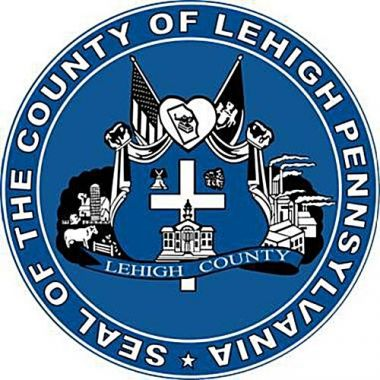 SEAL OF THE COUNTY OF LEHIGH PENNSYLVANIA
LEHIGH COUNTY